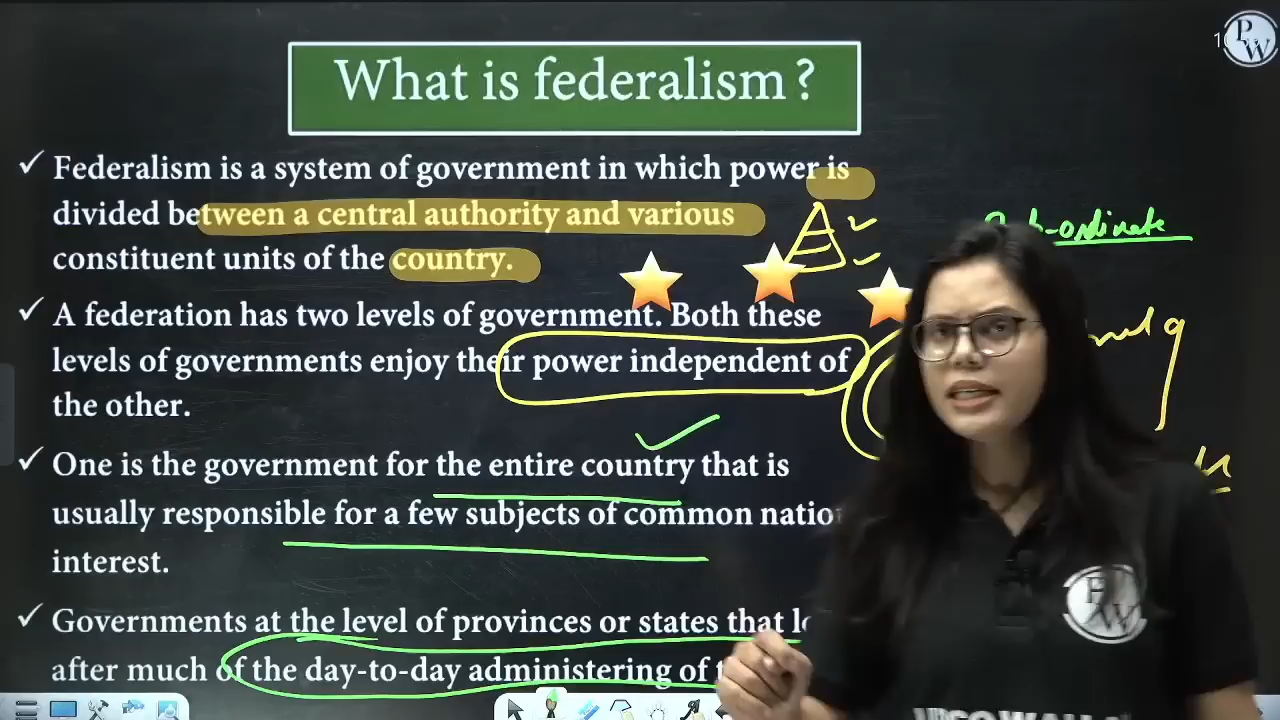 What is federalism?
✓ Federalism is a system of government in which power is
divided between a central authority and various
constituent units of the country.
✓ A federation has two levels of government. Both these
levels of governments enjoy their power independent of
the other.
✓ One is the government for the entire country that is
usually responsible for a few subjects of common
interest.
✓ Governments at the level of provinces or states that
after much of the day-to-day administering of
PW
PW